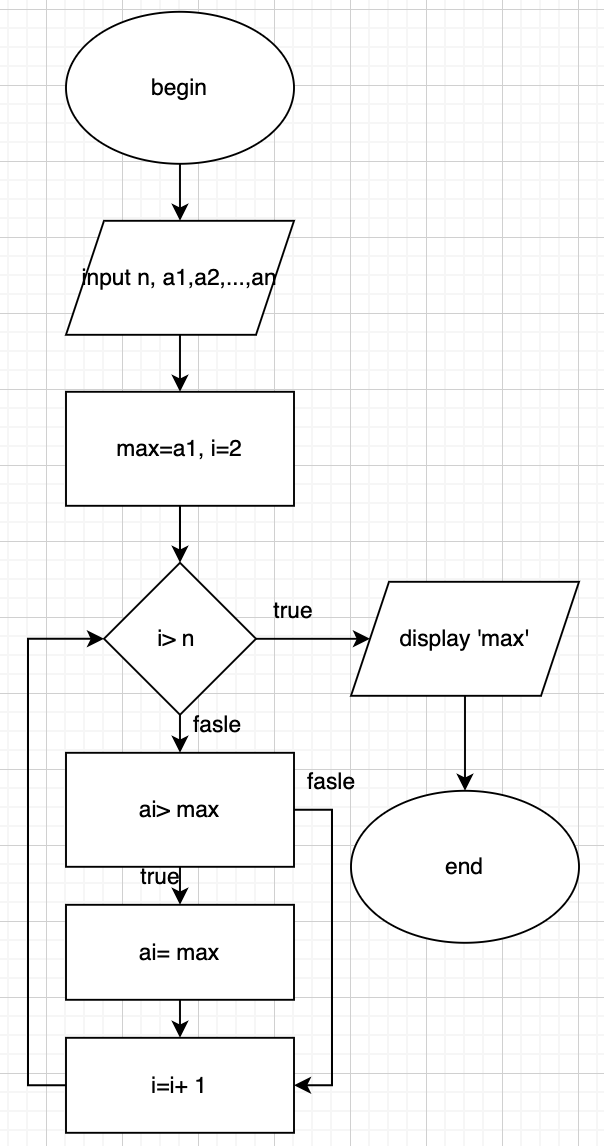 begin
input n, a1,a2,...,an
max=a1, i=2
i> n
true
display 'max'
fasle
ai> max
fasle
true
ai= max
i=i+ 1
end